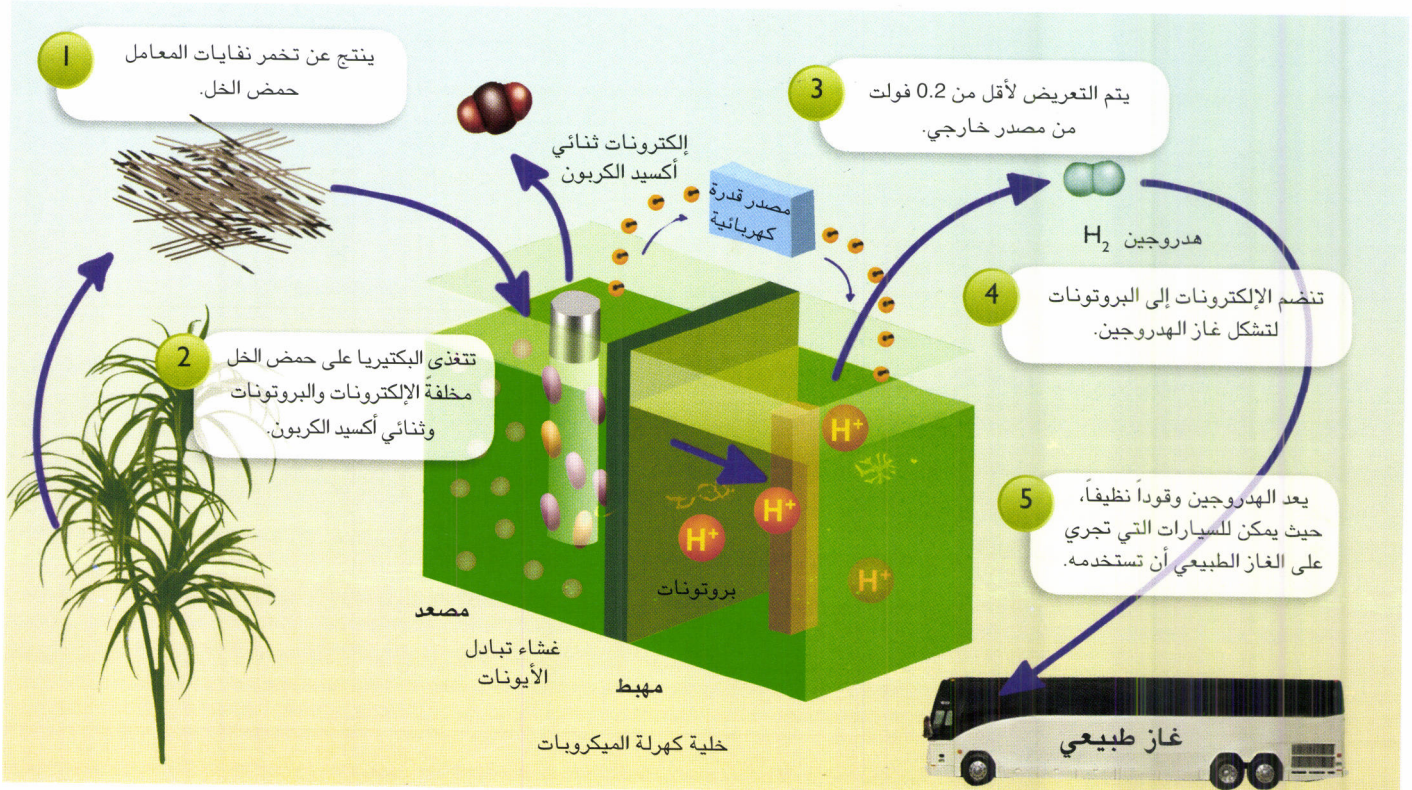 1
ينتج عن تخمر نفايات المعامل
حمض الخل.
2
تتغذى البكتيريا على حمض الخل
مخلفةً الإلكترونات والبروتونات
وثنائي أكسيد الكربون.
إلكترونات ثنائي
أكسيد الكربون
مصدر قدرة
كهربائية
3
يتم التعريض لأقل من 0.2 فولت
من مصدر خارجي.
هدروجين H₂
4
تنضم الإلكترونات إلى البروتونات
لتشكل غاز الهدروجين.
5
يعد الهدروجين وقوداً نظيفاً،
حيث يمكن للسيارات التي تجري
على الغاز الطبيعي أن تستخدمه.
H⁺
H⁺
H⁺
H⁺
بروتونات
مصعد
غشاء تبادل
الأيونات
مهبط
خلية كهرلة الميكروبات
غاز طبيعي